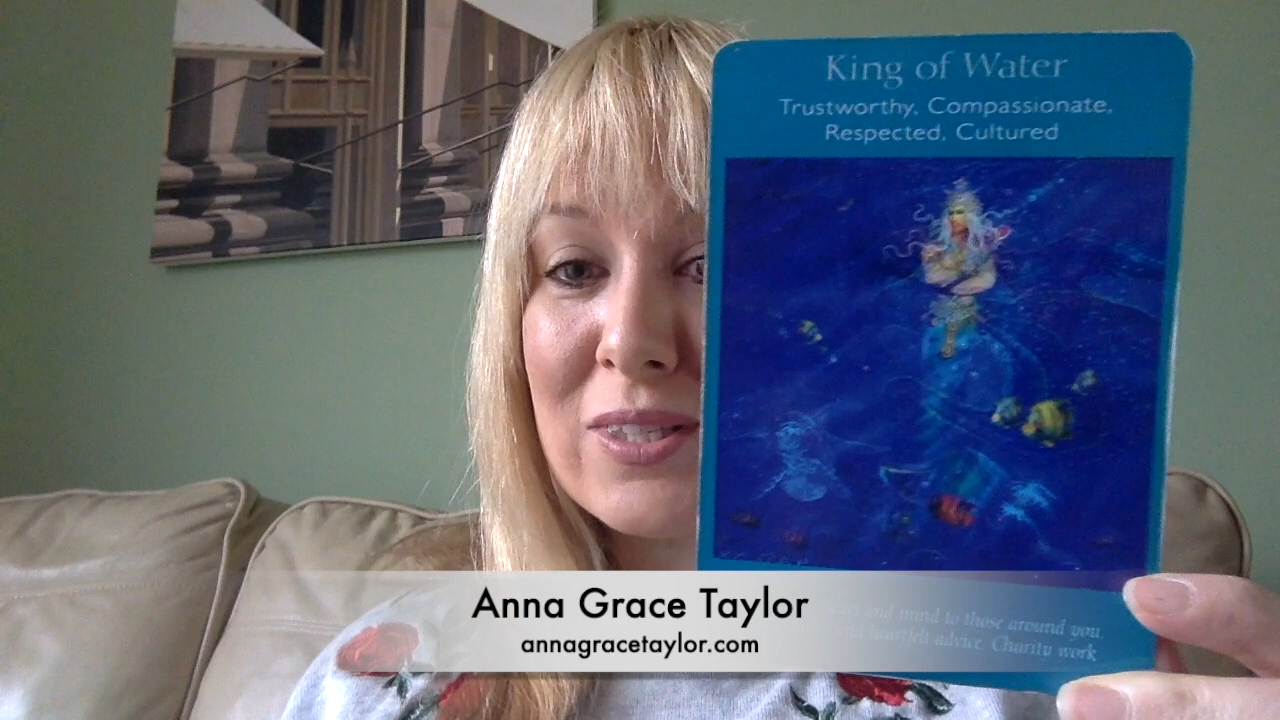 King of Water
Trustworthy, Compassionate,
Respected, Cultured
and mind to those around you.
heartfelt advice. Charity work
Anna Grace Taylor
annagracetaylor.com